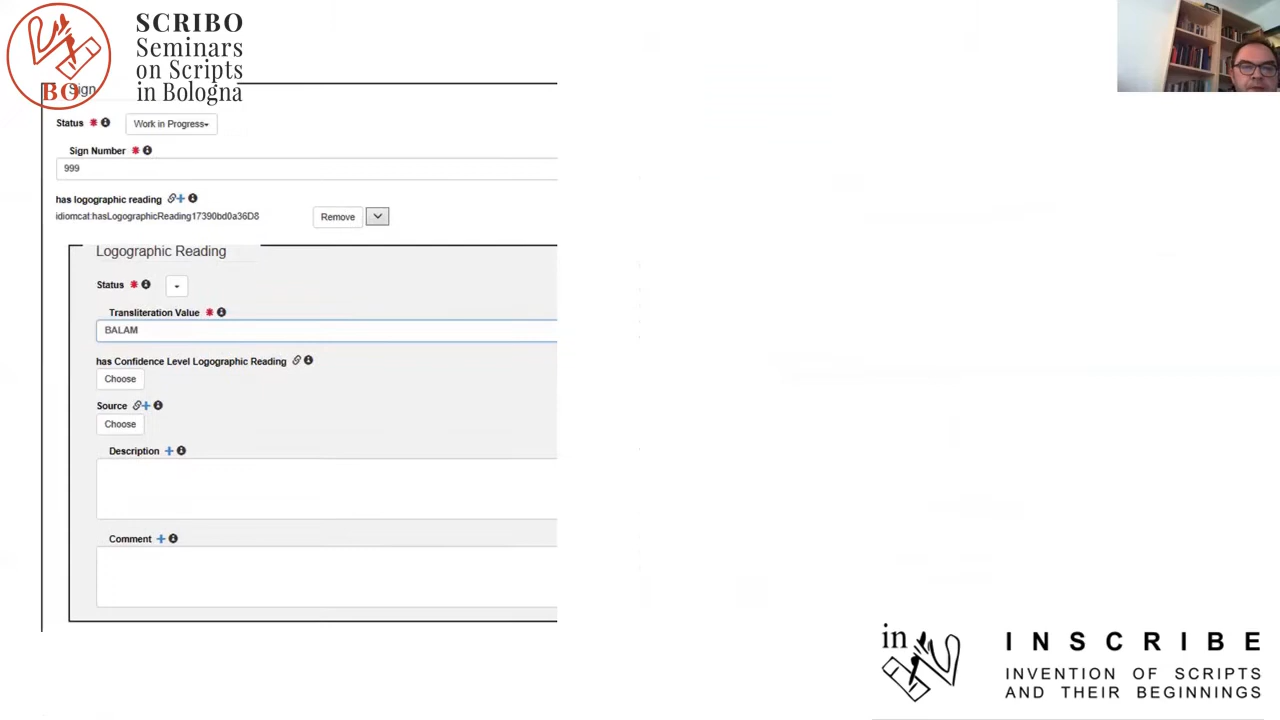 SCRIBO
Seminars
on Scripts
in Bologna
BO
Sign
Status
Work in Progress
Sign Number
999
has logographic reading
idiomcat:hasLogographicReading17390bd0a36D8
Remove
Logographic Reading
Status
Transliteration Value
BALAM
has Confidence Level Logographic Reading
Choose
Source
Choose
Description
Comment
in
INSCRIBE
INVENTION OF SCRIPTS
AND THEIR BEGINNINGS